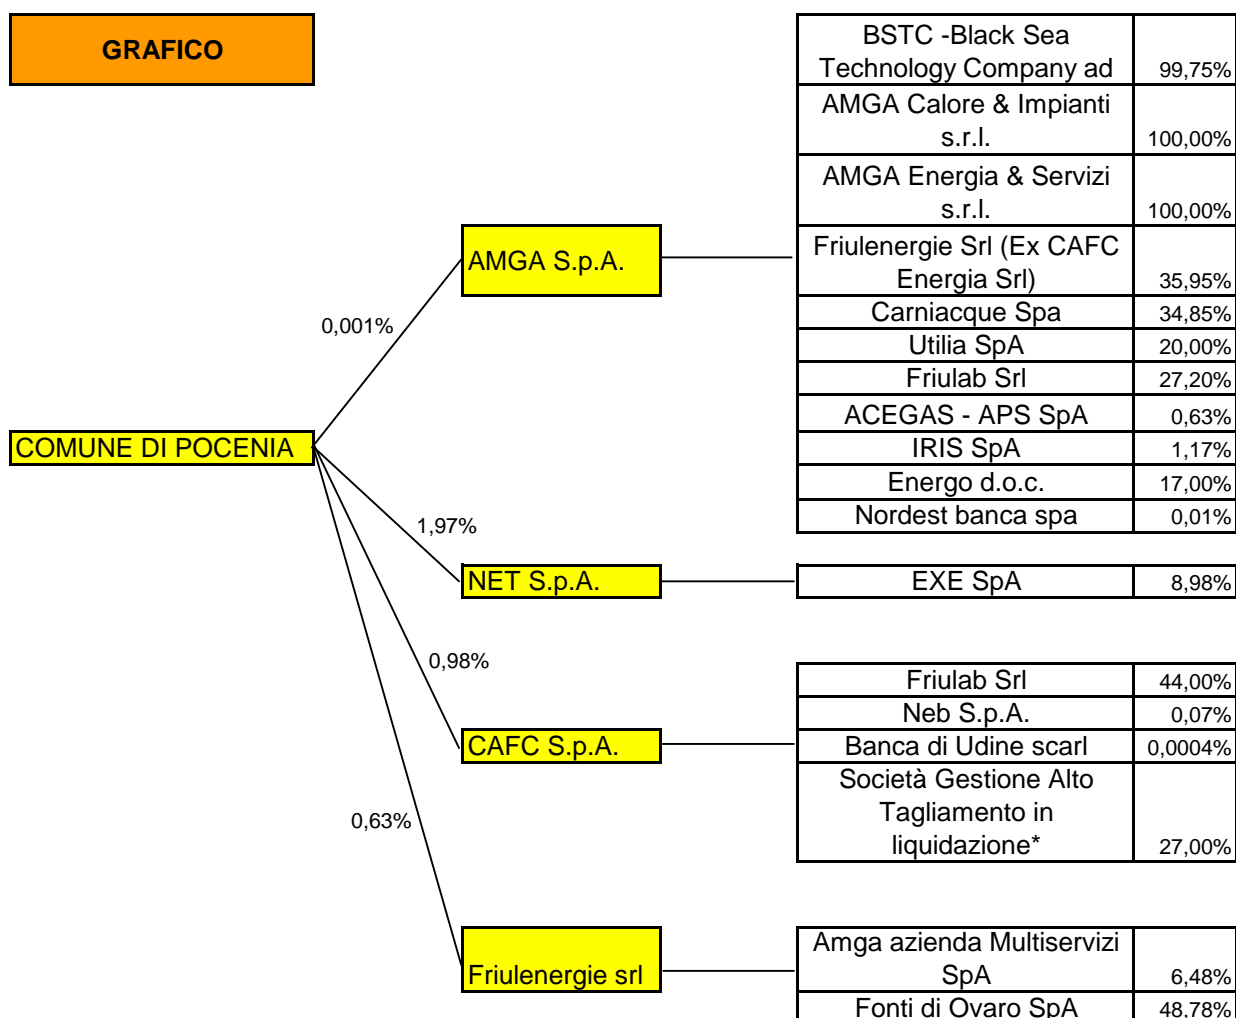 GRAFICO
BSTC -Black Sea
Technology Company ad 99,75%
AMGA Calore & Impianti
s.r.l. 100,00%
AMGA Energia & Servizi
s.r.l. 100,00%
AMGA S.p.A.
Friulenergie Srl (Ex CAFC
Energia Srl) 35,95%
Carniacque Spa 34,85%
0,001%
Utilia SpA 20,00%
Friulab Srl 27,20%
ACEGAS - APS SpA 0,63%
COMUNE DI POCENIA
IRIS SpA 1,17%
Energo d.o.c. 17,00%
Nordest banca spa 0,01%
1,97%
NET S.p.A.
EXE SpA 8,98%
0,98%
Friulab Srl 44,00%
Neb S.p.A. 0,07%
CAFC S.p.A.
Banca di Udine scarl 0,0004%
Società Gestione Alto
Tagliamento in
liquidazione* 27,00%
0,63%
Friulenergie srl
Amga azienda Multiservizi
SpA 6,48%
Fonti di Ovaro SpA 48,78%